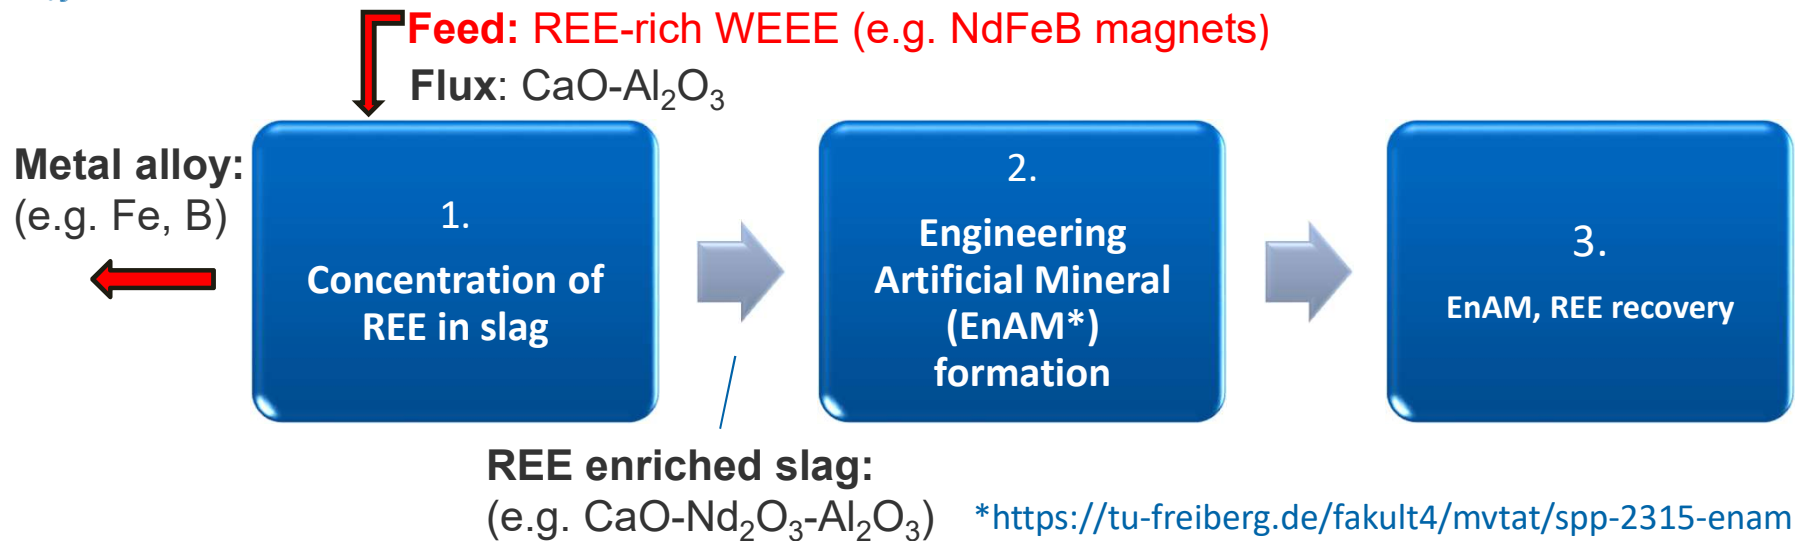 Feed: REE-rich WEEE (e.g. NdFeB magnets)
Flux: CaO-Al₂O₃
Metal alloy:
(e.g. Fe, B)
1.
Concentration of
REE in slag
2.
Engineering
Artificial Mineral
(EnAM*)
formation
3.
EnAM, REE recovery
REE enriched slag:
(e.g. CaO-Nd₂O₃-Al₂O₃)
*https://tu-freiberg.de/fakult4/mvtat/spp-2315-enam